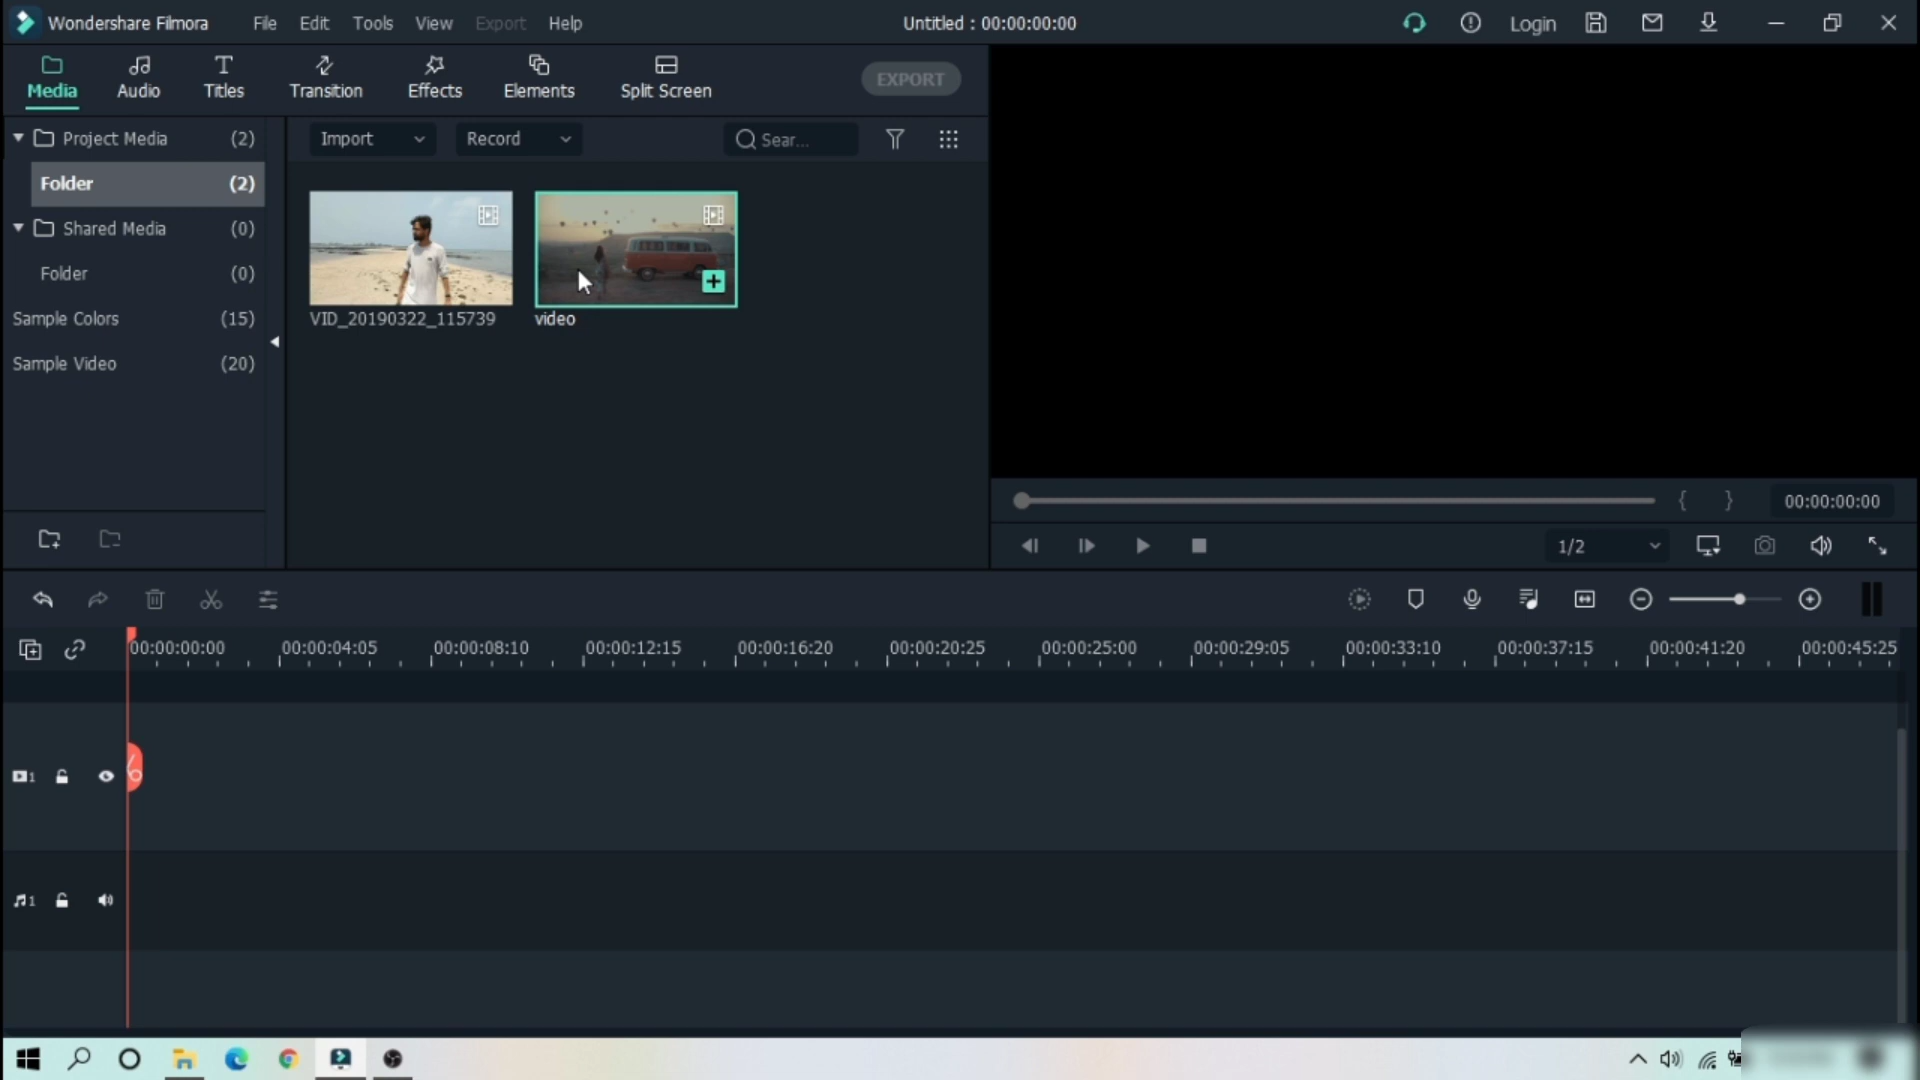 Wondershare Filmora File Edit Tools View Export Help Untitled : 00:00:00:00 Login
Media Audio Titles Transition Effects Elements Split Screen EXPORT
Project Media (2) Import Record Sear...
Folder (2)
Shared Media (0)
Folder (0)
Sample Colors (15) VID_20190322_115739 video
Sample Video (20)
{ } 00:00:00:00
1/2
00:00:00:00 00:00:04:05 00:00:08:10 00:00:12:15 00:00:16:20 00:00:20:25 00:00:25:00 00:00:29:05 00:00:33:10 00:00:37:15 00:00:41:20 00:00:45:25
1
1